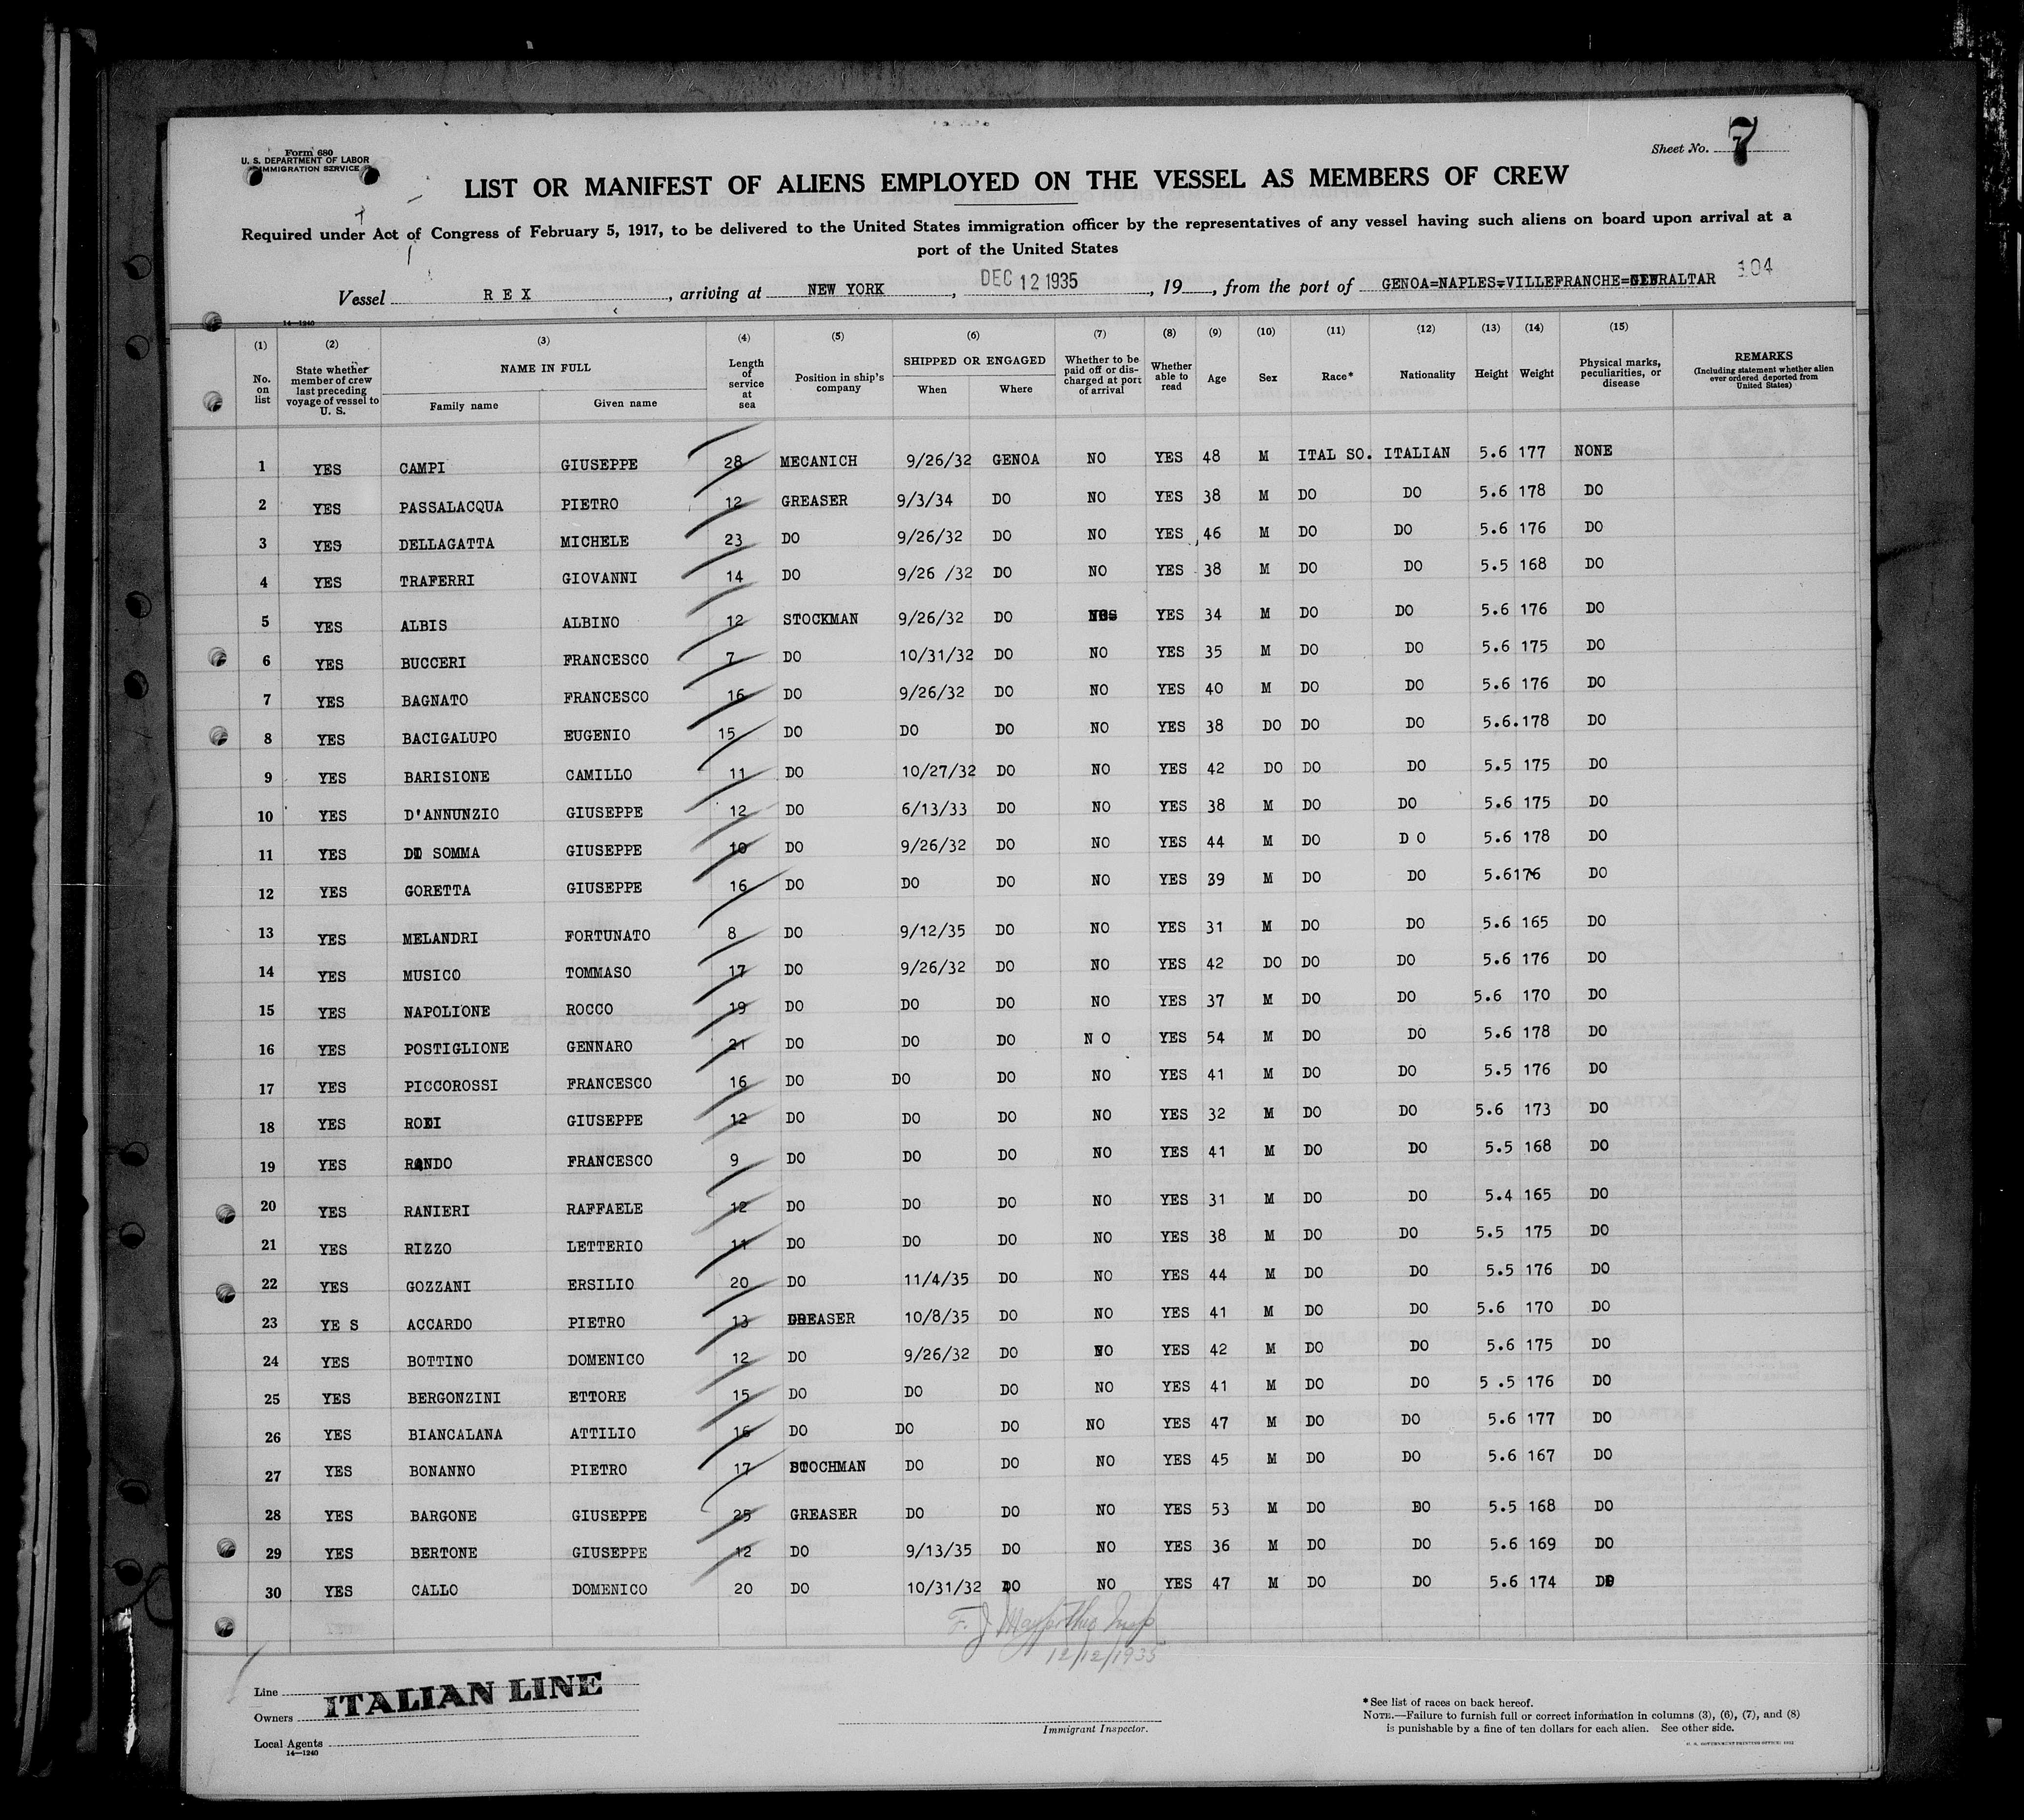 Form 680
U. S. DEPARTMENT OF LABOR
IMMIGRATION SERVICE
Sheet No. 7
LIST OR MANIFEST OF ALIENS EMPLOYED ON THE VESSEL AS MEMBERS OF CREW
Required under Act of Congress of February 5, 1917, to be delivered to the United States immigration officer by the representatives of any vessel having such aliens on board upon arrival at a
port of the United States
104
Vessel REX, arriving at NEW YORK, DEC 12 1935, 19, from the port of GENOA=NAPLES=VILLEFRANCHE=GIBRALTAR
14—1240
(1) (2) (3) (4) (5) (6) (7) (8) (9) (10) (11) (12) (13) (14) (15)
No. on list State whether member of crew last preceding voyage of vessel to U. S. NAME IN FULL Family name Given name Length of service at sea Position in ship's company SHIPPED OR ENGAGED When Where Whether to be paid off or discharged at port of arrival Whether able to read Age Sex Race* Nationality Height Weight Physical marks, peculiarities, or disease REMARKS (Including statement whether alien ever ordered deported from United States)
1 YES CAMPI GIUSEPPE 28 MECANICH 9/26/32 GENOA NO YES 48 M ITAL SO. ITALIAN 5.6 177 NONE
2 YES PASSALACQUA PIETRO 12 GREASER 9/3/34 DO NO YES 38 M DO DO 5.6 178 DO
3 YES DELLAGATTA MICHELE 23 DO 9/26/32 DO NO YES 46 M DO DO 5.6 176 DO
4 YES TRAFERRI GIOVANNI 14 DO 9/26 /32 DO NO YES 38 M DO DO 5.5 168 DO
5 YES ALBIS ALBINO 12 STOCKMAN 9/26/32 DO YES 34 M DO DO 5.6 176 DO
6 YES BUCCERI FRANCESCO 7 DO 10/31/32 DO NO YES 35 M DO DO 5.6 175 DO
7 YES BAGNATO FRANCESCO 16 DO 9/26/32 DO NO YES 40 M DO DO 5.6 176 DO
8 YES BACIGALUPO EUGENIO 15 DO DO DO NO YES 38 DO DO DO 5.6.178 DO
9 YES BARISIONE CAMILLO 11 DO 10/27/32 DO NO YES 42 DO DO DO 5.5 175 DO
10 YES D'ANNUNZIO GIUSEPPE 12 DO 6/13/33 DO NO YES 38 M DO DO 5.6 175 DO
11 YES DI SOMMA GIUSEPPE 10 DO 9/26/32 DO NO YES 44 M DO D O 5.6 178 DO
12 YES GORETTA GIUSEPPE 16 DO DO DO NO YES 39 M DO DO 5.6176 DO
13 YES MELANDRI FORTUNATO 8 DO 9/12/35 DO NO YES 31 M DO DO 5.6 165 DO
14 YES MUSICO TOMMASO 17 DO 9/26/32 DO NO YES 42 DO DO DO 5.6 176 DO
15 YES NAPOLIONE ROCCO 19 DO DO DO NO YES 37 M DO DO 5.6 170 DO
16 YES POSTIGLIONE GENNARO 21 DO DO DO N O YES 54 M DO DO 5.6 178 DO
17 YES PICCOROSSI FRANCESCO 16 DO DO DO NO YES 41 M DO DO 5.5 176 DO
18 YES RODI GIUSEPPE 12 DO DO DO NO YES 32 M DO DO 5.6 173 DO
19 YES RANDO FRANCESCO 9 DO DO DO NO YES 41 M DO DO 5.5 168 DO
20 YES RANIERI RAFFAELE 12 DO DO DO NO YES 31 M DO DO 5.4 165 DO
21 YES RIZZO LETTERIO 11 DO DO DO NO YES 38 M DO DO 5.5 175 DO
22 YES GOZZANI ERSILIO 20 DO 11/4/35 DO NO YES 44 M DO DO 5.5 176 DO
23 YE S ACCARDO PIETRO 13 GREASER 10/8/35 DO NO YES 41 M DO DO 5.6 170 DO
24 YES BOTTINO DOMENICO 12 DO 9/26/32 DO NO YES 42 M DO DO 5.6 175 DO
25 YES BERGONZINI ETTORE 15 DO DO DO NO YES 41 M DO DO 5 .5 176 DO
26 YES BIANCALANA ATTILIO 16 DO DO DO NO YES 47 M DO DO 5.6 177 DO
27 YES BONANNO PIETRO 17 STOCHMAN DO DO NO YES 45 M DO DO 5.6 167 DO
28 YES BARGONE GIUSEPPE 25 GREASER DO DO NO YES 53 M DO DO 5.5 168 DO
29 YES BERTONE GIUSEPPE 12 DO 9/13/35 DO NO YES 36 M DO DO 5.6 169 DO
30 YES CALLO DOMENICO 20 DO 10/31/32 DO NO YES 47 M DO DO 5.6 174 DO
F. J.
12/12/1935
Line
ITALIAN LINE
Owners
Local Agents
14—1240
Immigrant Inspector.
*See list of races on back hereof.
NOTE.—Failure to furnish full or correct information in columns (3), (6), (7), and (8)
is punishable by a fine of ten dollars for each alien. See other side.
U. S. GOVERNMENT PRINTING OFFICE: 1932